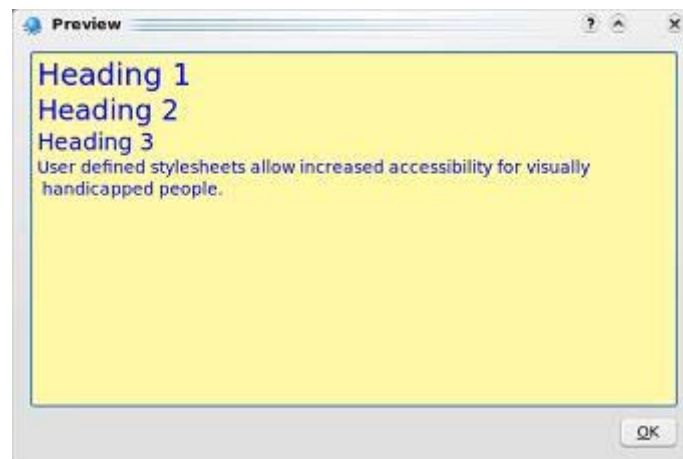 Preview
Heading 1
Heading 2
Heading 3
User defined stylesheets allow increased accessibility for visually
handicapped people.
OK